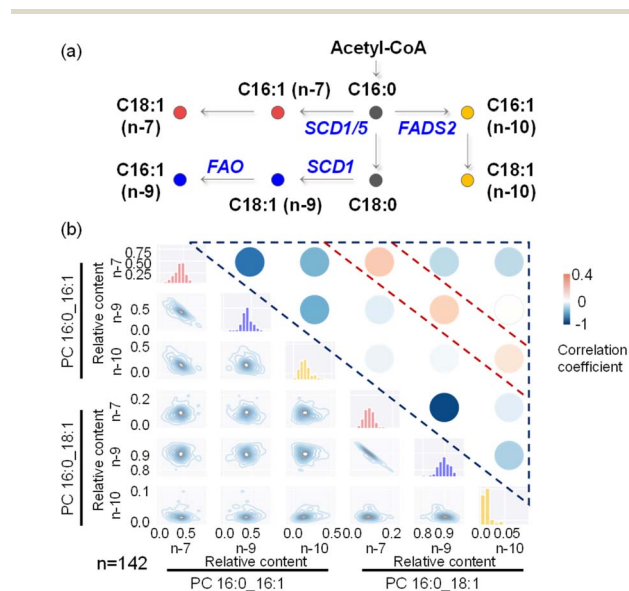 (a)
Acetyl-CoA
C18:1
(n-7)
C16:1 (n-7)
C16:0
C16:1
(n-10)
SCD1/5
FADS2
C16:1
(n-9)
FAO
SCD1
C18:1 (n-9)
C18:0
C18:1
(n-10)
(b)
PC 16:0_16:1
Relative content
n-7
0.75
0.50
0.25
n-9
0.5
0.0
n-10
0.5
0.0
PC 16:0_18:1
Relative content
n-7
0.2
0.0
n-9
0.9
0.8
n-10
0.1
0.0
0.4
0
-1
Correlation
coefficient
0.0 0.5 0.0 0.5 0.0 0.50 0.0 0.2 0.8 0.9 0.0 0.05
n-7 n-9 n-10 n-7 n-9 n-10
n=142
Relative content
Relative content
PC 16:0_16:1
PC 16:0_18:1